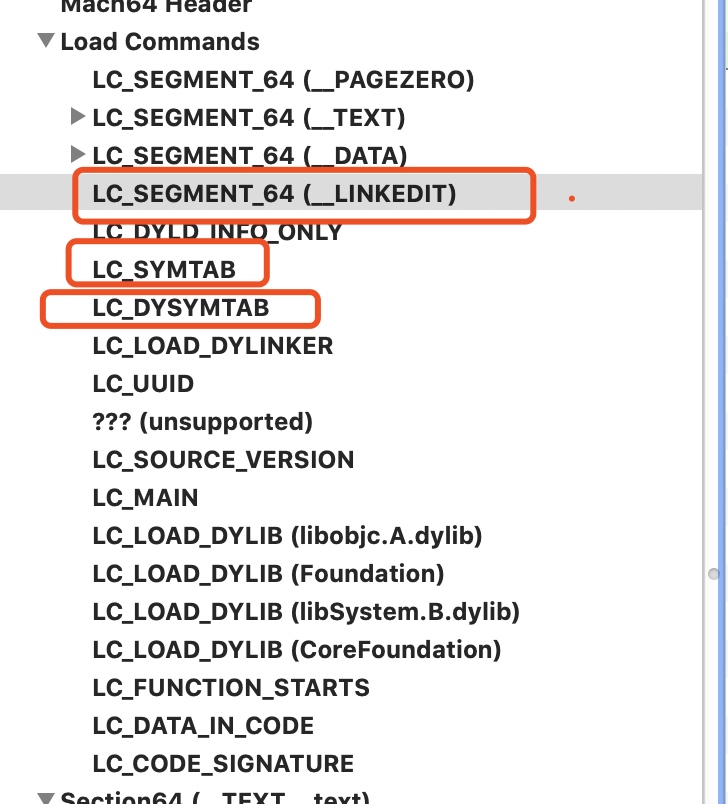 Mach64 Header
Load Commands
LC_SEGMENT_64 (__PAGEZERO)
LC_SEGMENT_64 (__TEXT)
LC_SEGMENT_64 (__DATA)
LC_SEGMENT_64 (__LINKEDIT)
LC_DYLD_INFO_ONLY
LC_SYMTAB
LC_DYSYMTAB
LC_LOAD_DYLINKER
LC_UUID
??? (unsupported)
LC_SOURCE_VERSION
LC_MAIN
LC_LOAD_DYLIB (libobjc.A.dylib)
LC_LOAD_DYLIB (Foundation)
LC_LOAD_DYLIB (libSystem.B.dylib)
LC_LOAD_DYLIB (CoreFoundation)
LC_FUNCTION_STARTS
LC_DATA_IN_CODE
LC_CODE_SIGNATURE
Section64 (__TEXT,__text)